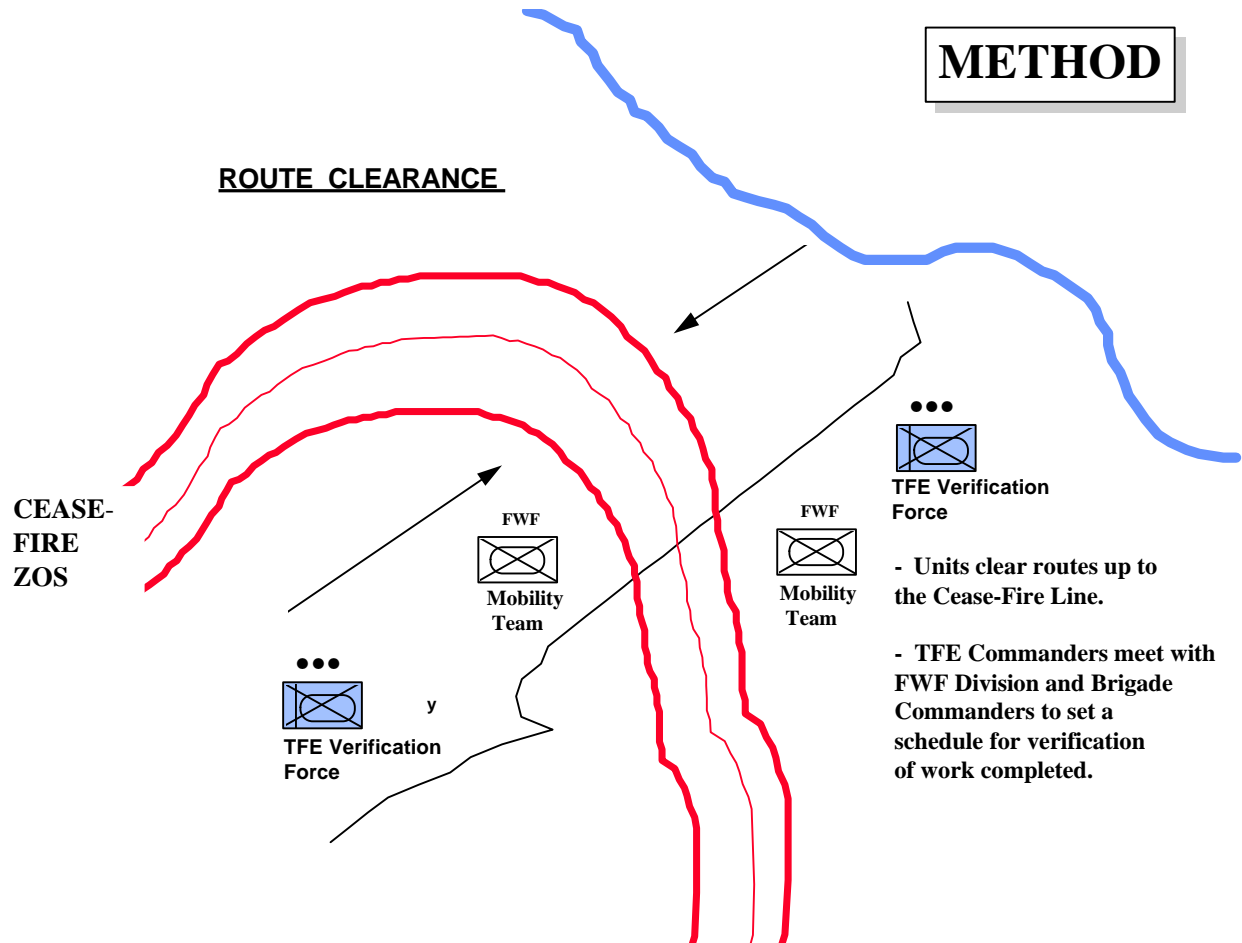 METHOD
ROUTE CLEARANCE
CEASE-
FIRE
ZOS
FWF
Mobility
Team
TFE Verification
Force
y
FWF
Mobility
Team
TFE Verification
Force
- Units clear routes up to
the Cease-Fire Line.
- TFE Commanders meet with
FWF Division and Brigade
Commanders to set a
schedule for verification
of work completed.